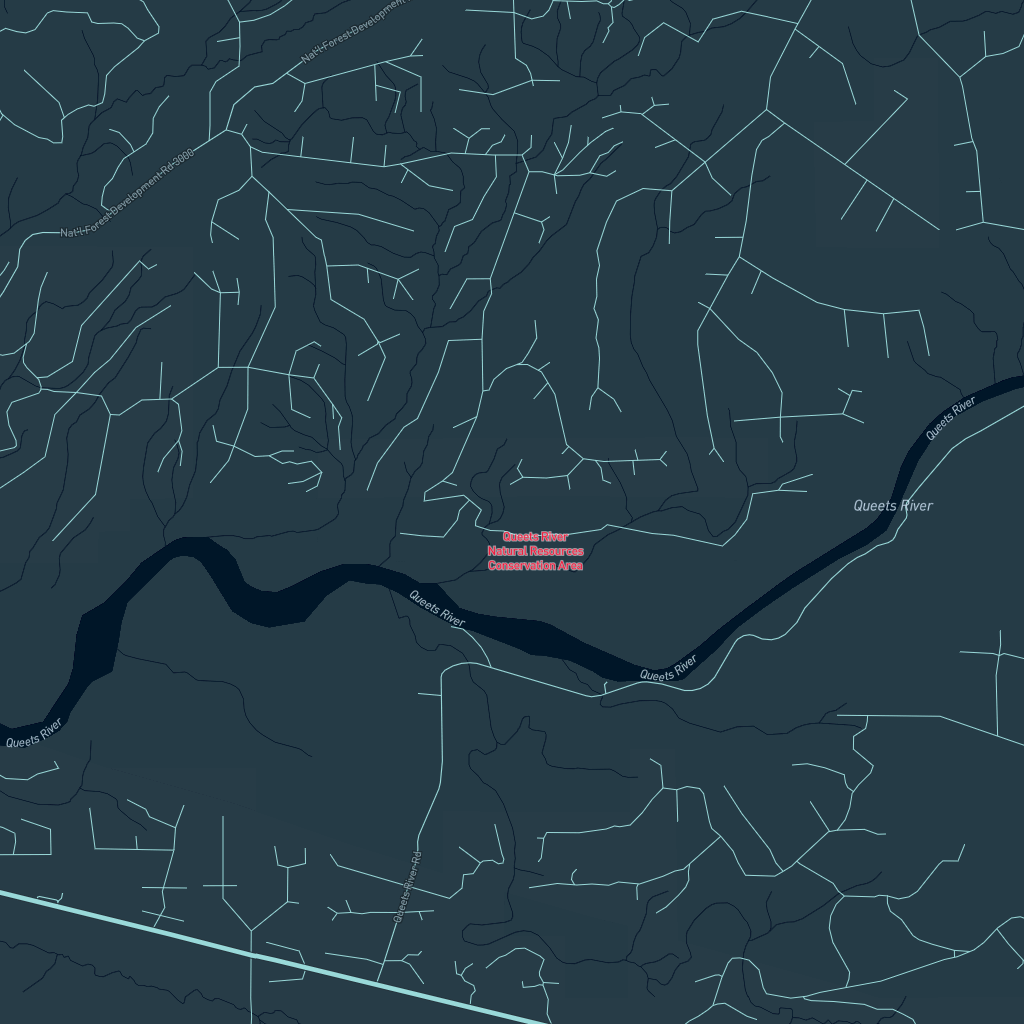 Nat'l Forest Development
Nat'l Forest Development Rd 3000
Queets River
Queets River
Queets River
Natural Resources
Conservation Area
Queets River
Queets River
Queets River
Queets River Rd